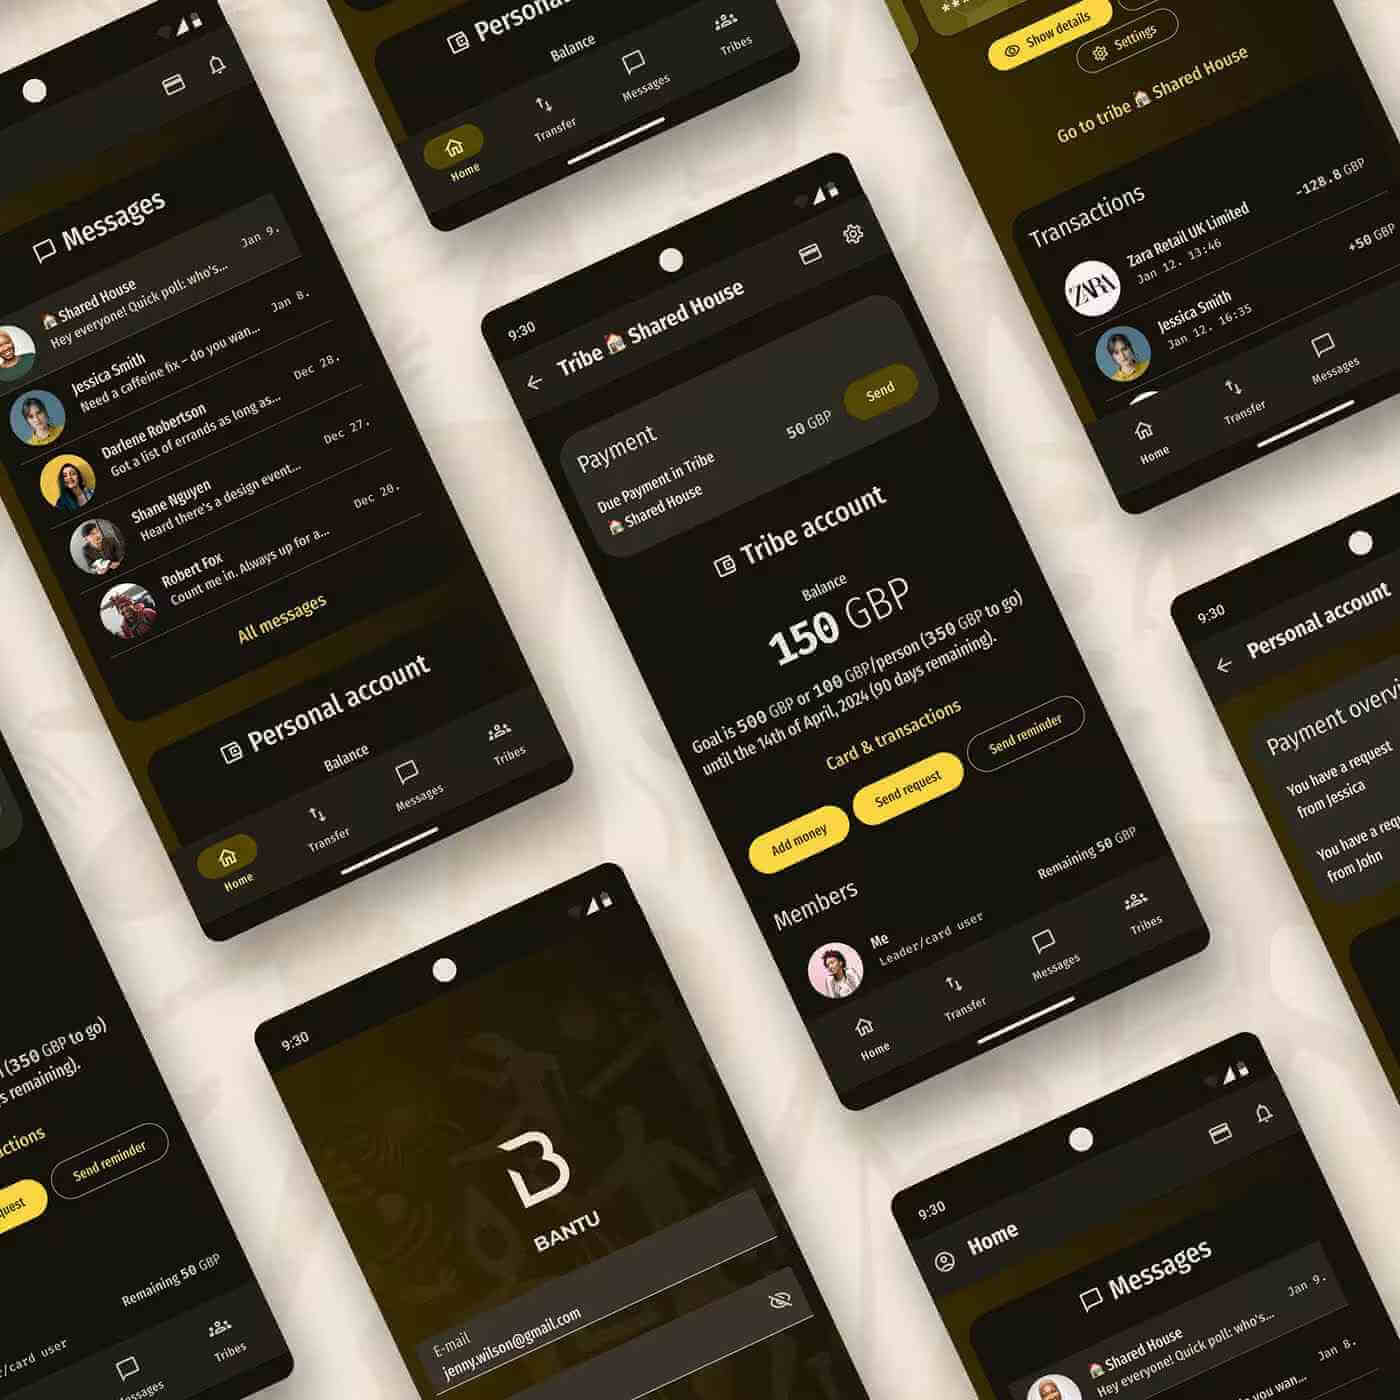 Messages
🏠 Shared House
Hey everyone! Quick poll: who's...
Jan 9.
Jessica Smith
Need a caffeine fix – do you wan...
Jan 8.
Darlene Robertson
Got a list of errands as long as...
Dec 28.
Shane Nguyen
Heard there's a design event...
Dec 27.
Robert Fox
Count me in. Always up for a...
Dec 20.
All messages
Personal account
Balance
Home
Transfer
Messages
Tribes
Personal
Balance
Home
Transfer
Messages
Tribes
***
Show details
Settings
Go to tribe 🏠 Shared House
Transactions
Zara Retail UK Limited
Jan 12. 13:46
-128.8 GBP
ZARA
Jessica Smith
Jan 12. 16:35
+50 GBP
Home
Transfer
Messages
9:30
Tribe 🏠 Shared House
Payment
Due Payment in Tribe
🏠 Shared House
50 GBP
Send
Tribe account
Balance
150 GBP
Goal is 500 GBP or 100 GBP/person (350 GBP to go)
until the 14th of April, 2024 (90 days remaining).
Card & transactions
Add money
Send request
Send reminder
Members
Remaining 50 GBP
Me
Leader/card user
Home
Transfer
Messages
Tribes
9:30
Personal account
Payment overvi
You have a request
from Jessica
You have a requ
from John
(350 GBP to go)
s remaining).
actions
quest
Send reminder
Remaining 50 GBP
/card user
essages
Tribes
9:30
BANTU
E-mail
jenny.wilson@gmail.com
9:30
Home
Messages
🏠 Shared House
Hey everyone! Quick poll: who's...
Jan 9.
you wan...
Jan 8.